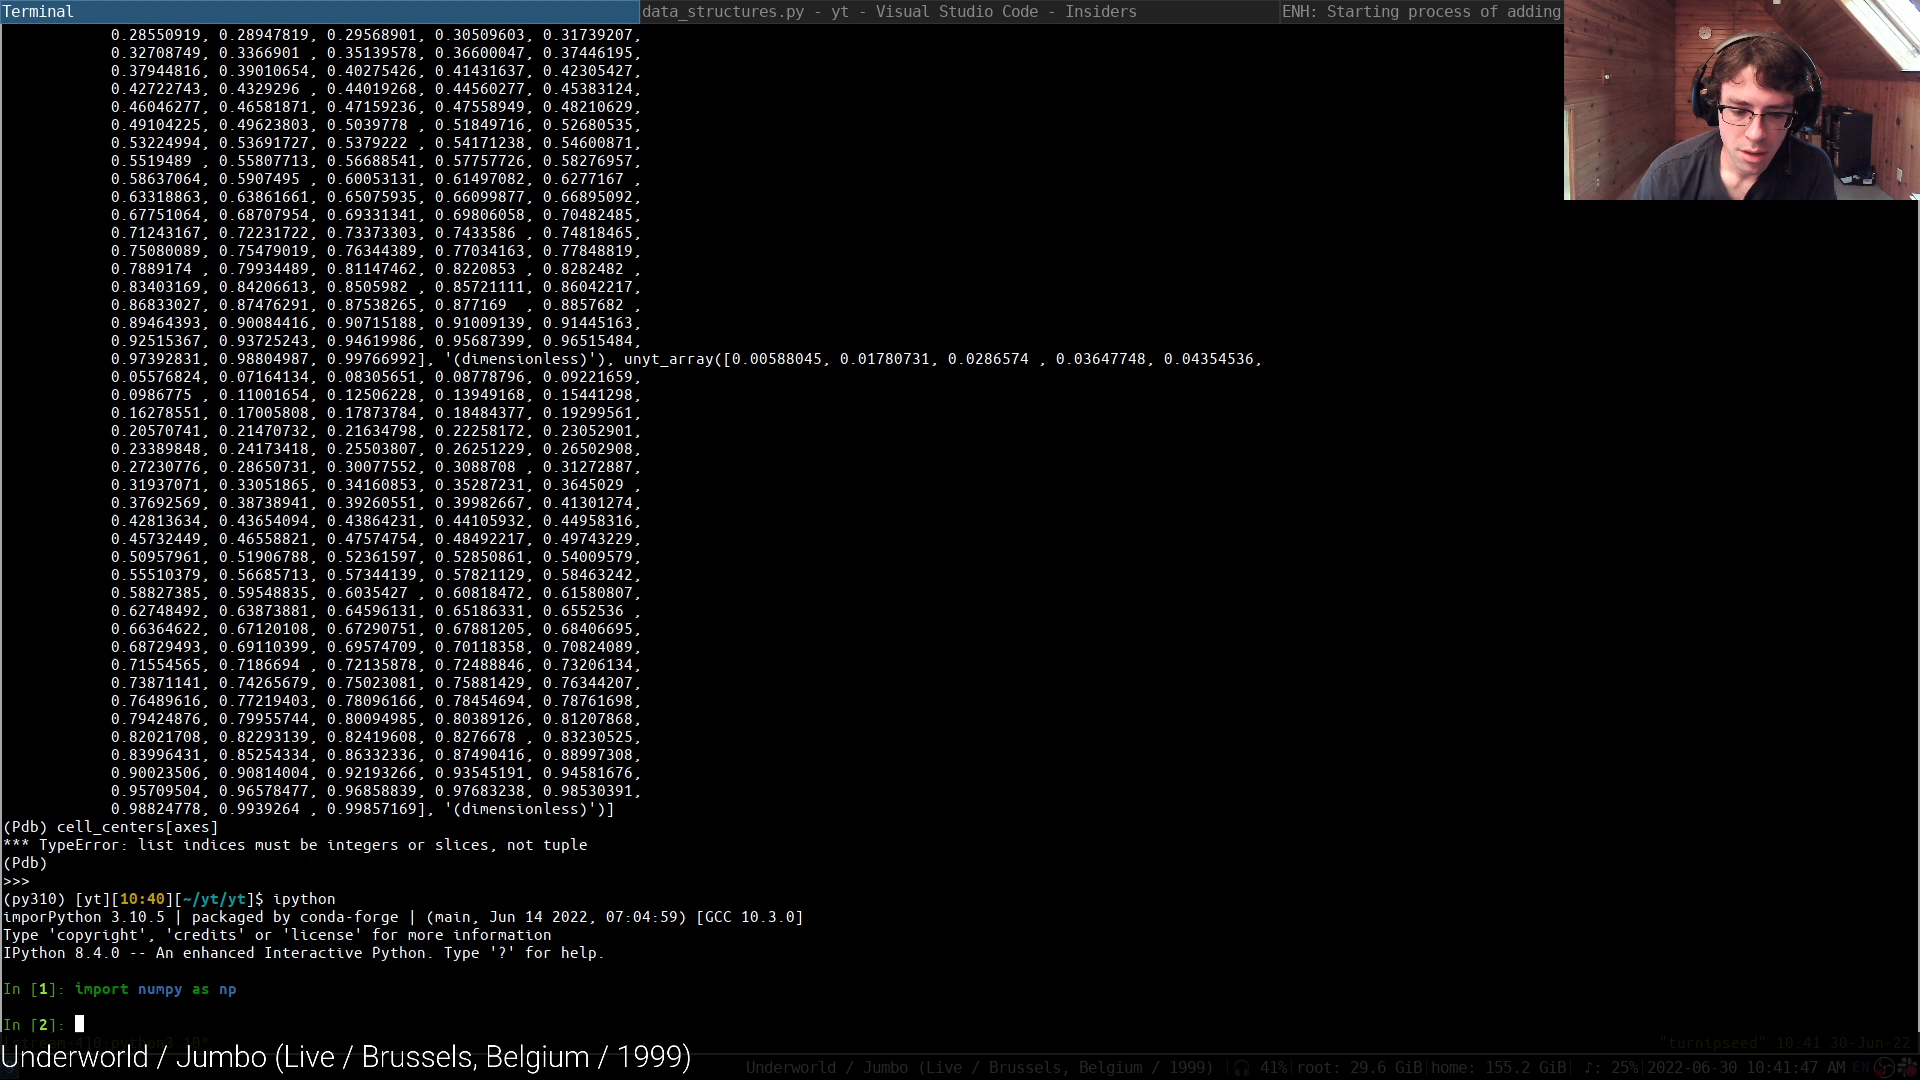 Terminal
data_structures.py - yt - Visual Studio Code - Insiders
ENH: Starting process of adding
0.28550919, 0.28947819, 0.29568901, 0.30509603, 0.31739207,
0.32708749, 0.3366901 , 0.35139578, 0.36600047, 0.37446195,
0.37944816, 0.39010654, 0.40275426, 0.41431637, 0.42305427,
0.42722743, 0.4329296 , 0.44019268, 0.44560277, 0.45383124,
0.46046277, 0.46581871, 0.47159236, 0.47558949, 0.48210629,
0.49104225, 0.49623803, 0.5039778 , 0.51849716, 0.52680535,
0.53224994, 0.53691727, 0.5379222 , 0.54171238, 0.54600871,
0.5519489 , 0.55807713, 0.56688541, 0.57757726, 0.58276957,
0.58637064, 0.5907495 , 0.60053131, 0.61497082, 0.6277167 ,
0.63318863, 0.63861661, 0.65075935, 0.66099877, 0.66895092,
0.67751064, 0.68707954, 0.69331341, 0.69806058, 0.70482485,
0.71243167, 0.72231722, 0.73373303, 0.7433586 , 0.74818465,
0.75080089, 0.75479019, 0.76344389, 0.77034163, 0.77848819,
0.7889174 , 0.79934489, 0.81147462, 0.8220853 , 0.8282482 ,
0.83403169, 0.84206613, 0.8505982 , 0.85721111, 0.86042217,
0.86833027, 0.87476291, 0.87538265, 0.877169  , 0.8857682 ,
0.89464393, 0.90084416, 0.90715188, 0.91009139, 0.91445163,
0.92515367, 0.93725243, 0.94619986, 0.95687399, 0.96515484,
0.97392831, 0.98804987, 0.99766992], '(dimensionless)'), unyt_array([0.00588045, 0.01780731, 0.0286574 , 0.03647748, 0.04354536,
0.05576824, 0.07164134, 0.08305651, 0.08778796, 0.09221659,
0.0986775 , 0.11001654, 0.12506228, 0.13949168, 0.15441298,
0.16278551, 0.17005808, 0.17873784, 0.18484377, 0.19299561,
0.20570741, 0.21470732, 0.21634798, 0.22258172, 0.23052901,
0.23389848, 0.24173418, 0.25503807, 0.26251229, 0.26502908,
0.27230776, 0.28650731, 0.30077552, 0.3088708 , 0.31272887,
0.31937071, 0.33051865, 0.34160853, 0.35287231, 0.3645029 ,
0.37692569, 0.38738941, 0.39260551, 0.39982667, 0.41301274,
0.42813634, 0.43654094, 0.43864231, 0.44105932, 0.44958316,
0.45732449, 0.46558821, 0.47574754, 0.48492217, 0.49743229,
0.50957961, 0.51906788, 0.52361597, 0.52850861, 0.54009579,
0.55510379, 0.56685713, 0.57344139, 0.57821129, 0.58463242,
0.58827385, 0.59548835, 0.6035427 , 0.60818472, 0.61580807,
0.62748492, 0.63873881, 0.64596131, 0.65186331, 0.6552536 ,
0.66364622, 0.67120108, 0.67290751, 0.67881205, 0.68406695,
0.68729493, 0.69110399, 0.69574709, 0.70118358, 0.70824089,
0.71554565, 0.7186694 , 0.72135878, 0.72488846, 0.73206134,
0.73871141, 0.74265679, 0.75023081, 0.75881429, 0.76344207,
0.76489616, 0.77219403, 0.78096166, 0.78454694, 0.78761698,
0.79424876, 0.79955744, 0.80094985, 0.80389126, 0.81207868,
0.82021708, 0.82293139, 0.82419608, 0.8276678 , 0.83230525,
0.83996431, 0.85254334, 0.86332336, 0.87490416, 0.88997308,
0.90023506, 0.90814004, 0.92193266, 0.93545191, 0.94581676,
0.95709504, 0.96578477, 0.96858839, 0.97683238, 0.98530391,
0.98824778, 0.9939264 , 0.99857169], '(dimensionless)')]
(Pdb) cell_centers[axes]
*** TypeError: list indices must be integers or slices, not tuple
(Pdb)
>>>
(py310) [yt][10:40][~/yt/yt]$ ipython
imporPython 3.10.5 | packaged by conda-forge | (main, Jun 14 2022, 07:04:59) [GCC 10.3.0]
Type 'copyright', 'credits' or 'license' for more information
IPython 8.4.0 -- An enhanced Interactive Python. Type '?' for help.
In [1]: import numpy as np
In [2]:
[stream-4]0:python3.10* "turnipseed" 10:41 30-Jun-22
Underworld / Jumbo (Live / Brussels, Belgium / 1999)
Underworld / Jumbo (Live / Brussels, Belgium / 1999) 41% root: 29.6 GiB home: 155.2 GiB ♪: 25% 2022-06-30 10:41:47 AM EN